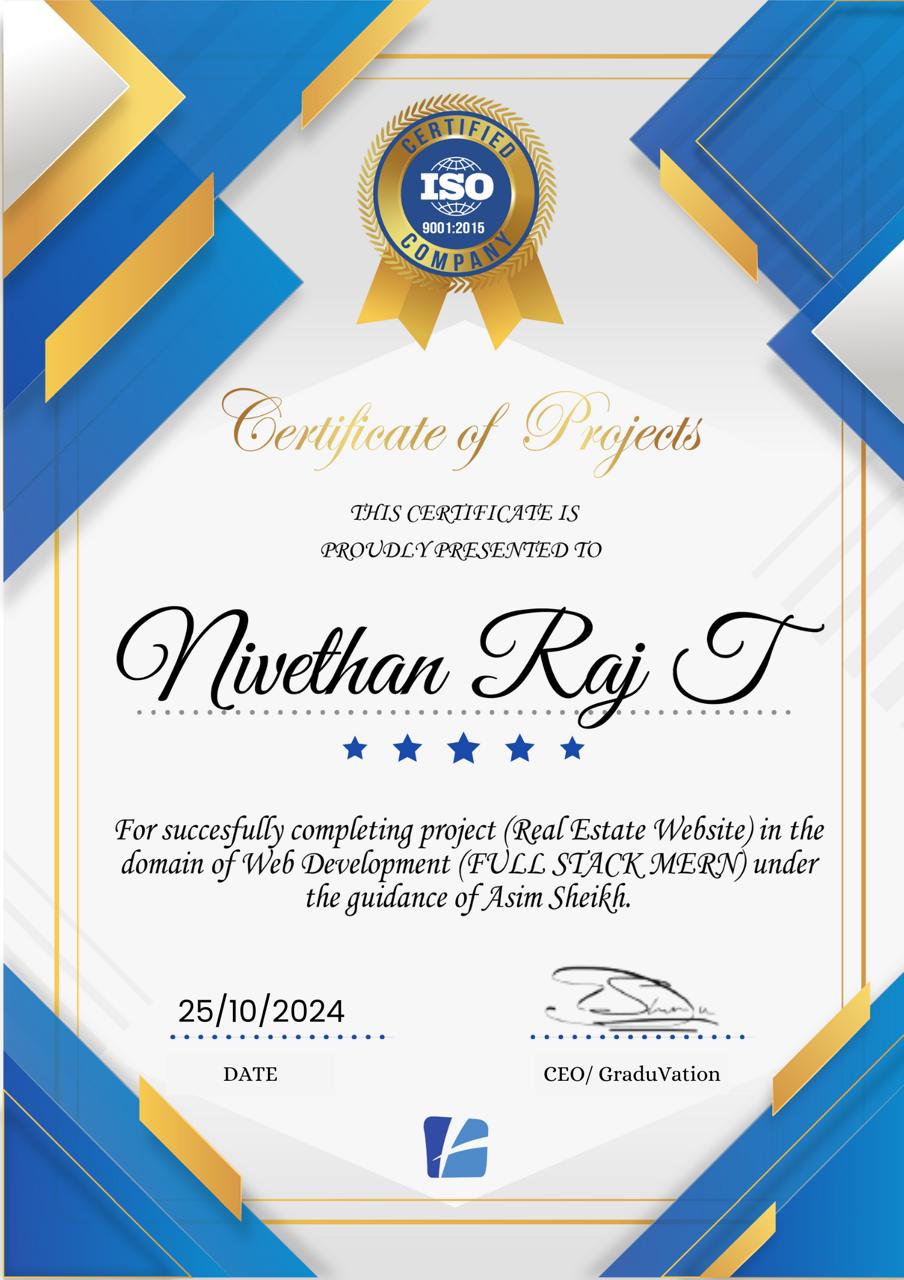 CERTIFIED
ISO
9001:2015
COMPANY
Certificate of Projects
THIS CERTIFICATE IS
PROUDLY PRESENTED TO
Nivethan Raj T
For succesfully completing project (Real Estate Website) in the
domain of Web Development (FULL STACK MERN) under
the guidance of Asim Sheikh.
25/10/2024
DATE
CEO/ GraduVation